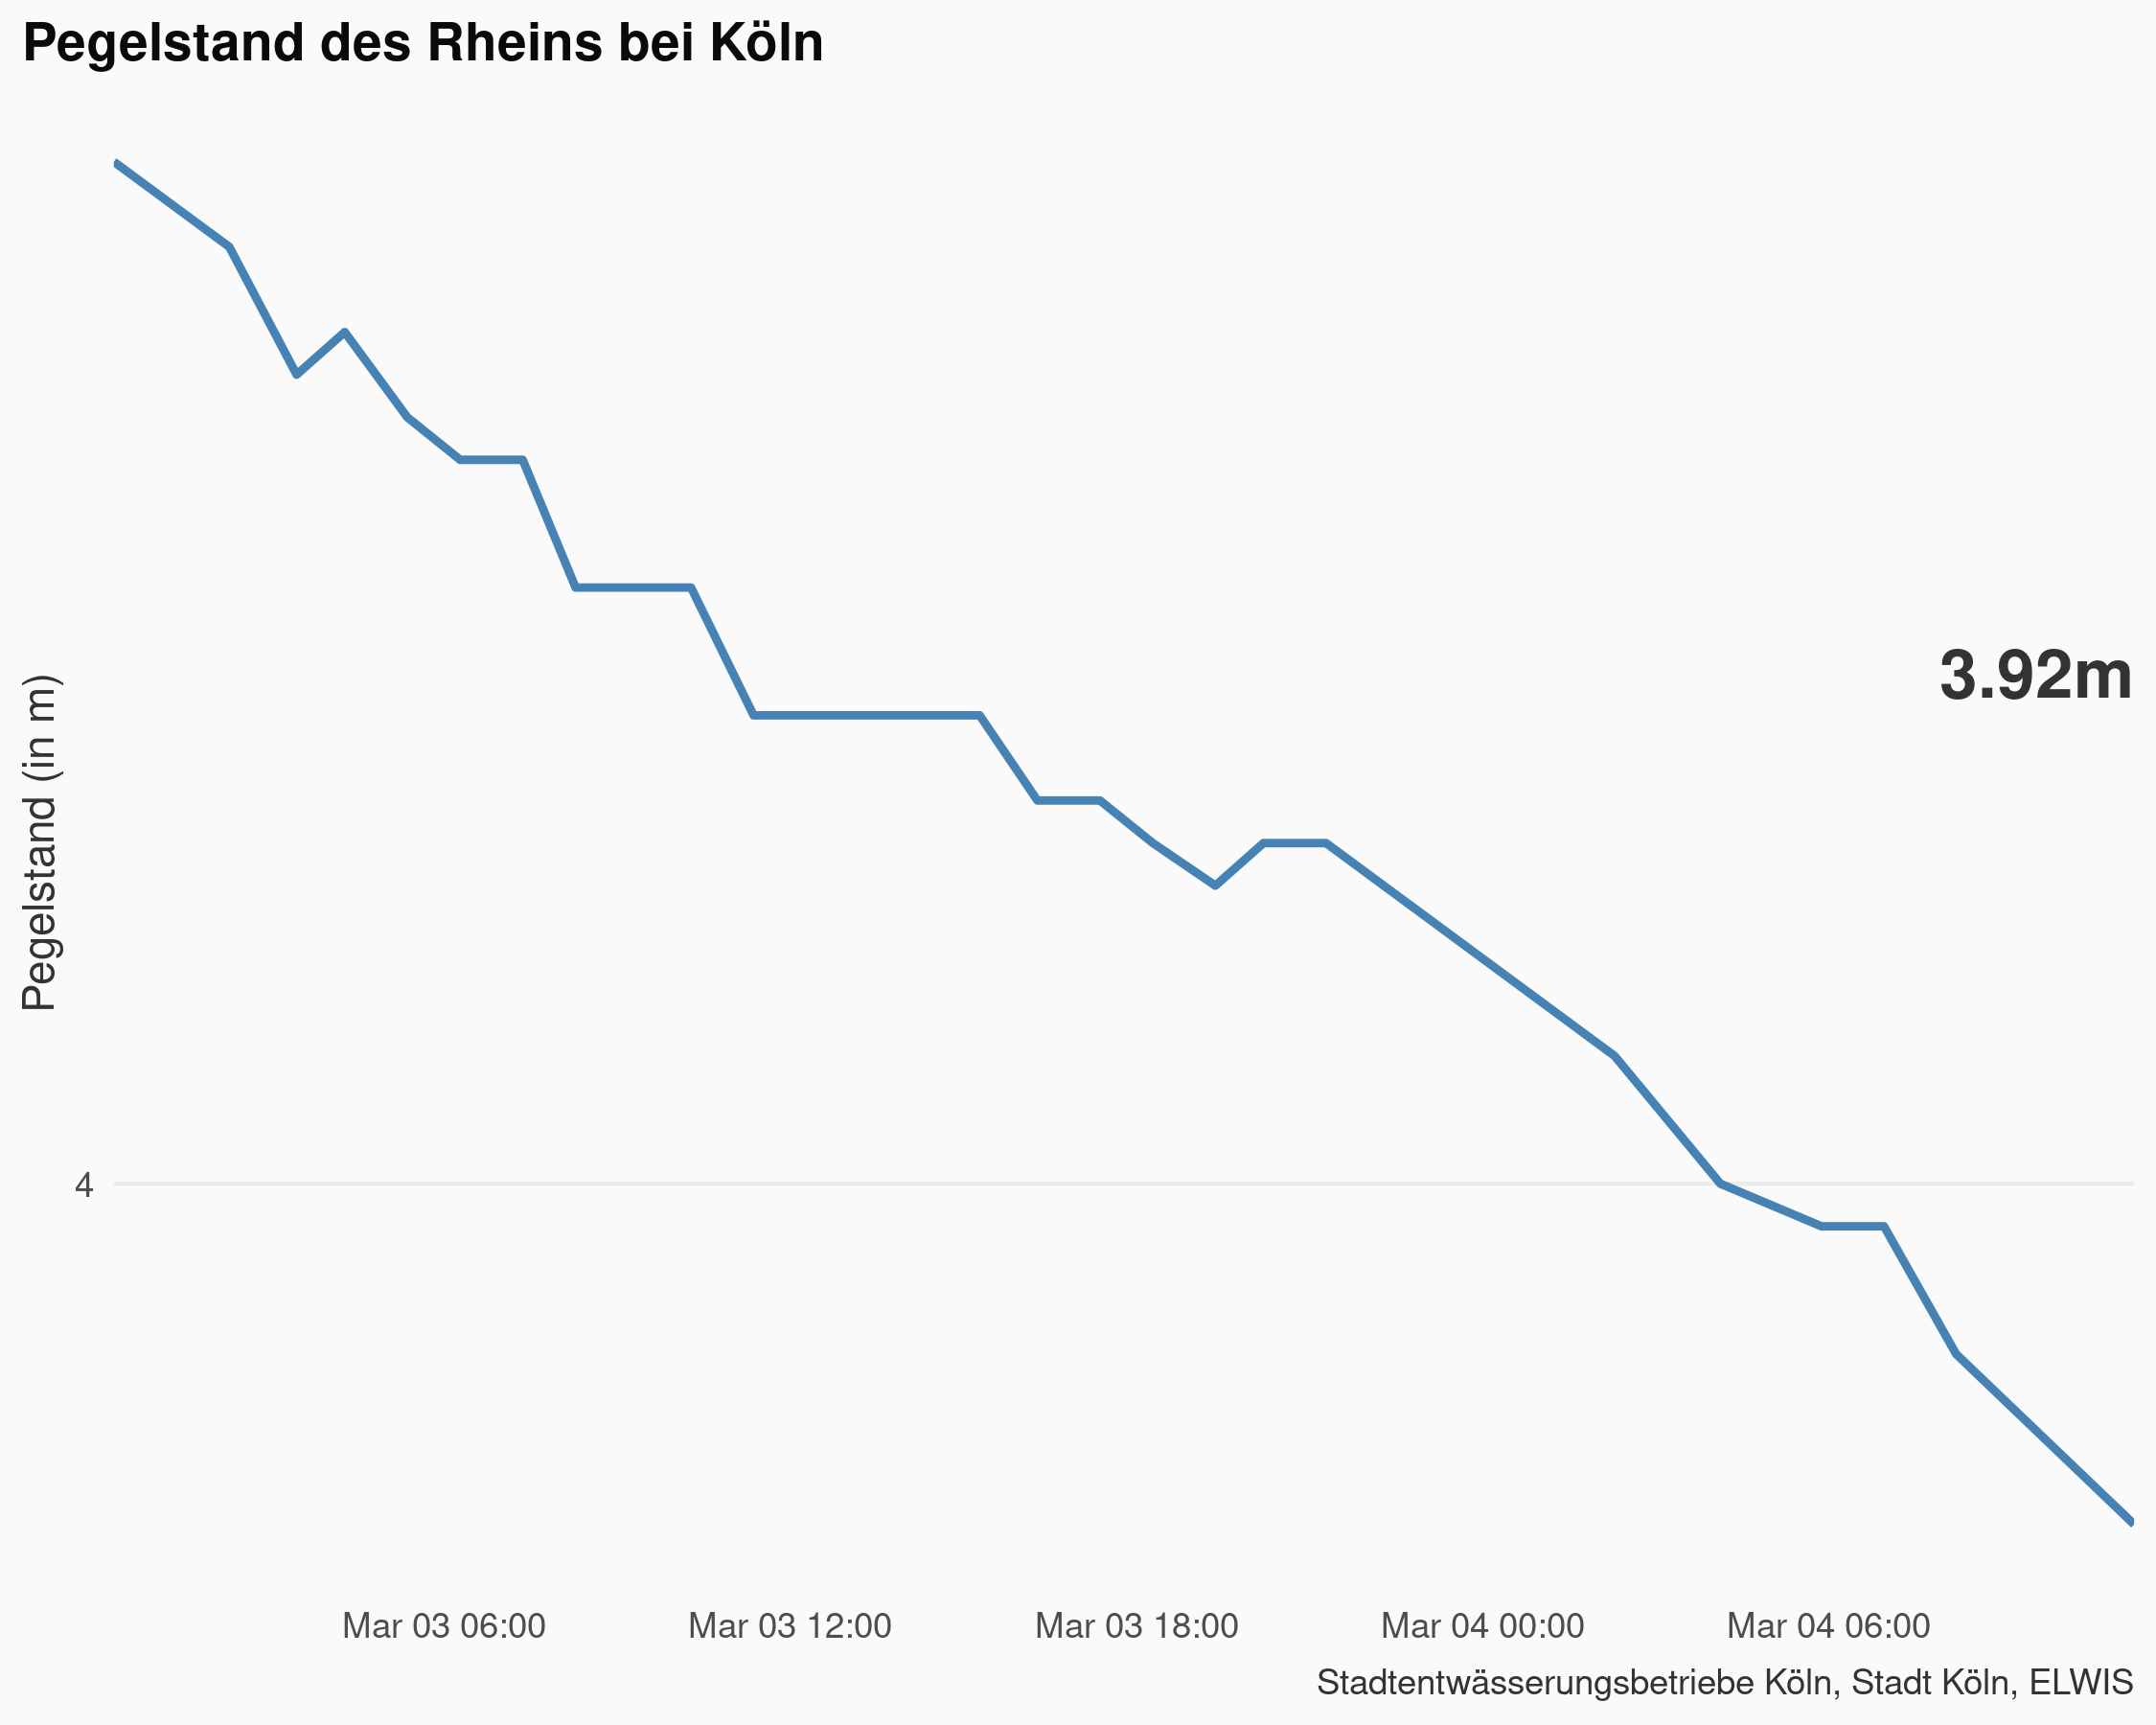 Pegelstand des Rheins bei Köln
Pegelstand (in m)
3.92m
4
Mar 03 06:00
Mar 03 12:00
Mar 03 18:00
Mar 04 00:00
Mar 04 06:00
Stadtentwässerungsbetriebe Köln, Stadt Köln, ELWIS